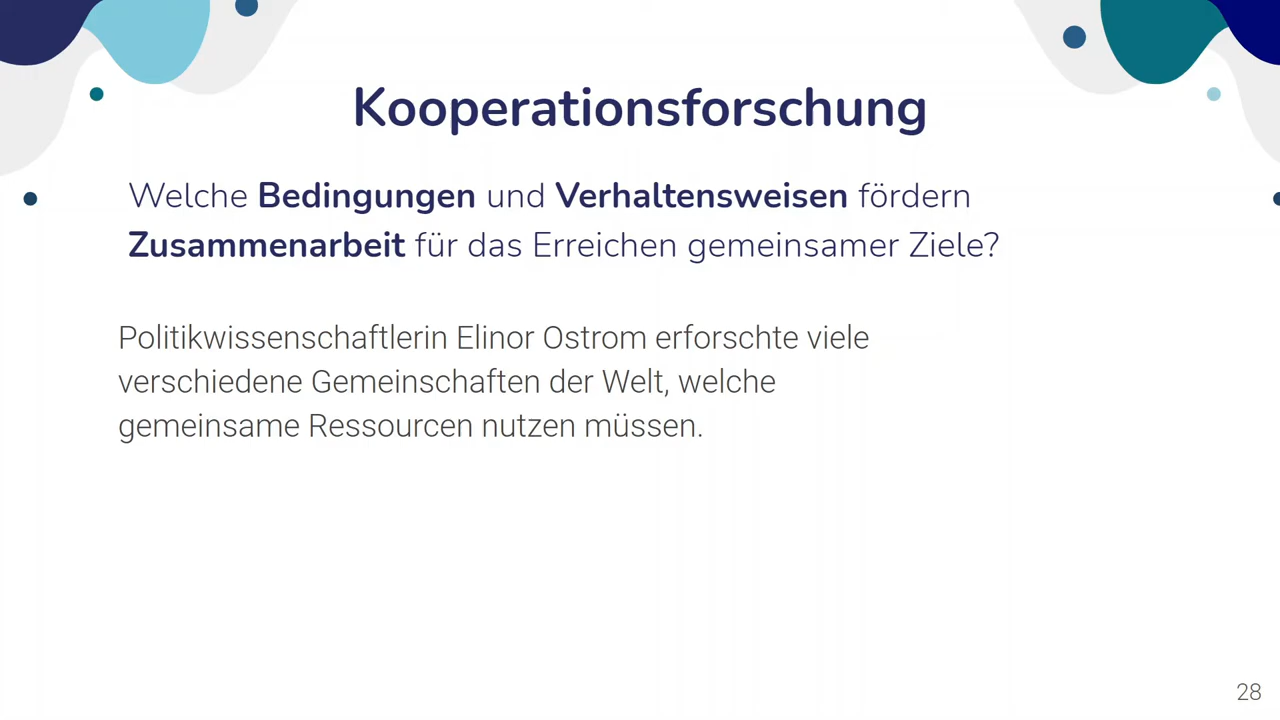 Kooperationsforschung
Welche Bedingungen und Verhaltensweisen fördern
Zusammenarbeit für das Erreichen gemeinsamer Ziele?
Politikwissenschaftlerin Elinor Ostrom erforschte viele
verschiedene Gemeinschaften der Welt, welche
gemeinsame Ressourcen nutzen müssen.
28